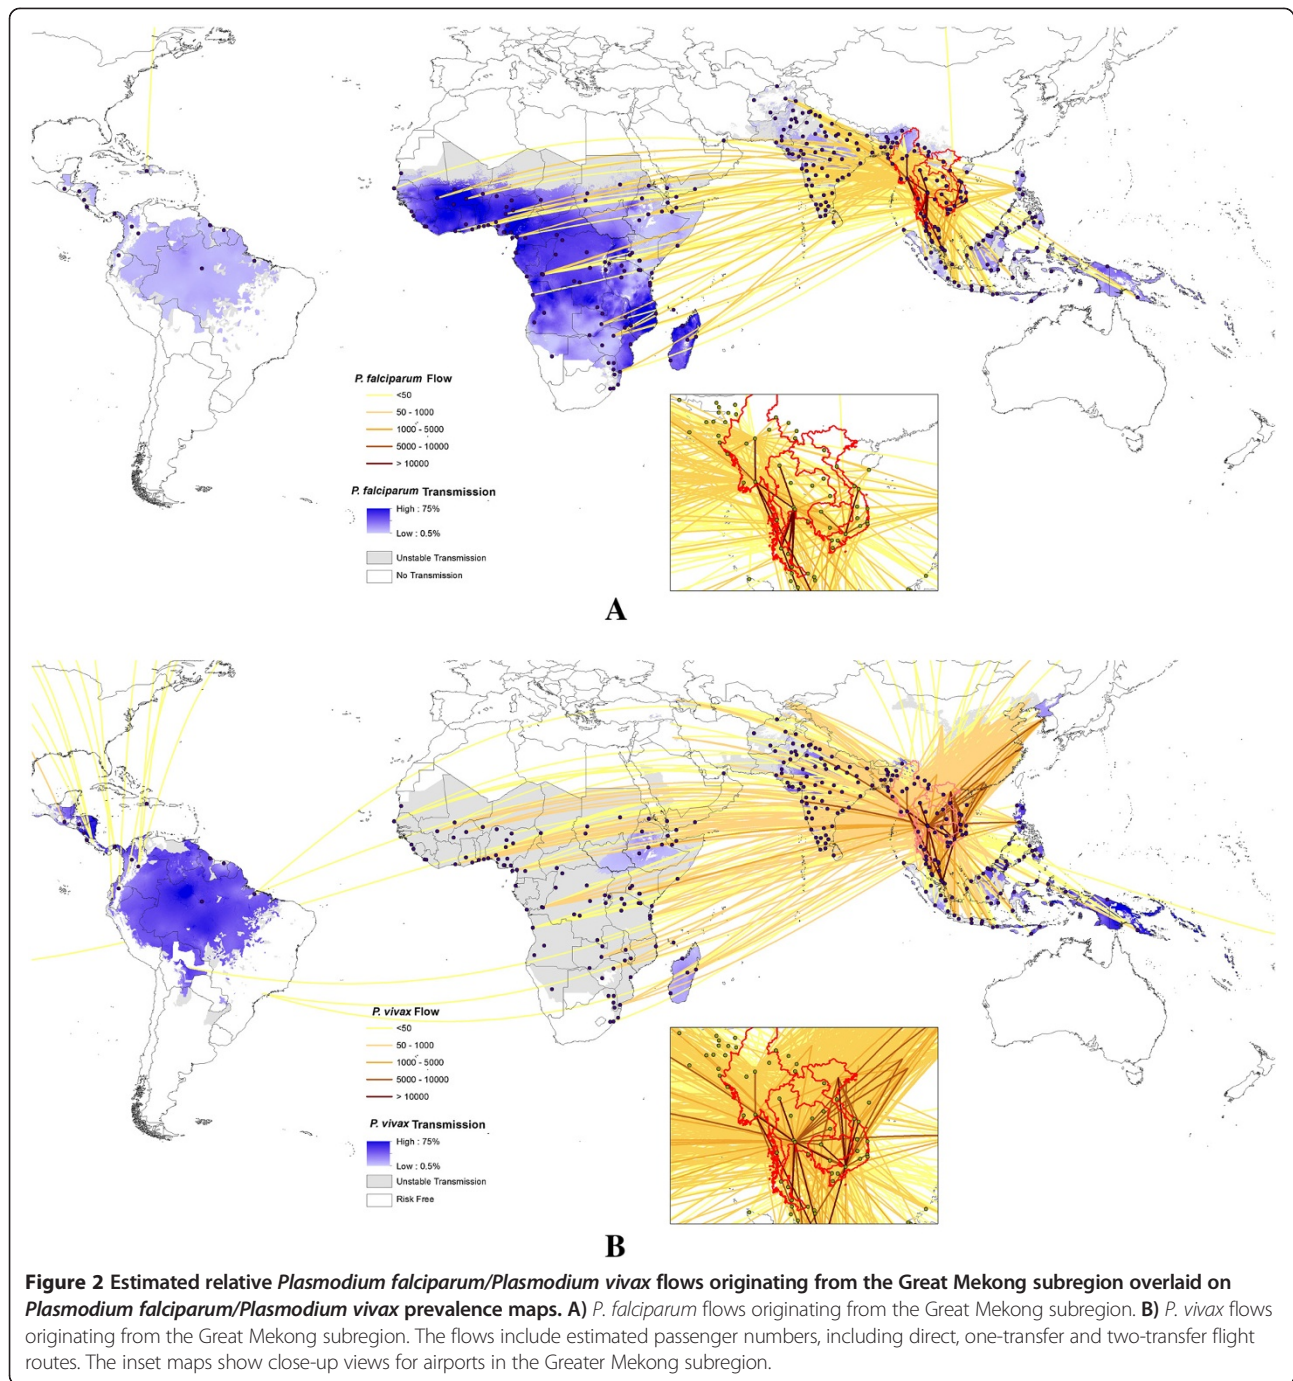 P. falciparum Flow
<50
50 - 1000
1000 - 5000
5000 - 10000
> 10000
P. falciparum Transmission
High : 75%
Low : 0.5%
Unstable Transmission
No Transmission
A
P. vivax Flow
<50
50 - 1000
1000 - 5000
5000 - 10000
> 10000
P. vivax Transmission
High : 75%
Low : 0.5%
Unstable Transmission
Risk Free
B
Figure 2 Estimated relative Plasmodium falciparum/Plasmodium vivax flows originating from the Great Mekong subregion overlaid on
Plasmodium falciparum/Plasmodium vivax prevalence maps. A) P. falciparum flows originating from the Great Mekong subregion. B) P. vivax flows
originating from the Great Mekong subregion. The flows include estimated passenger numbers, including direct, one-transfer and two-transfer flight
routes. The inset maps show close-up views for airports in the Greater Mekong subregion.